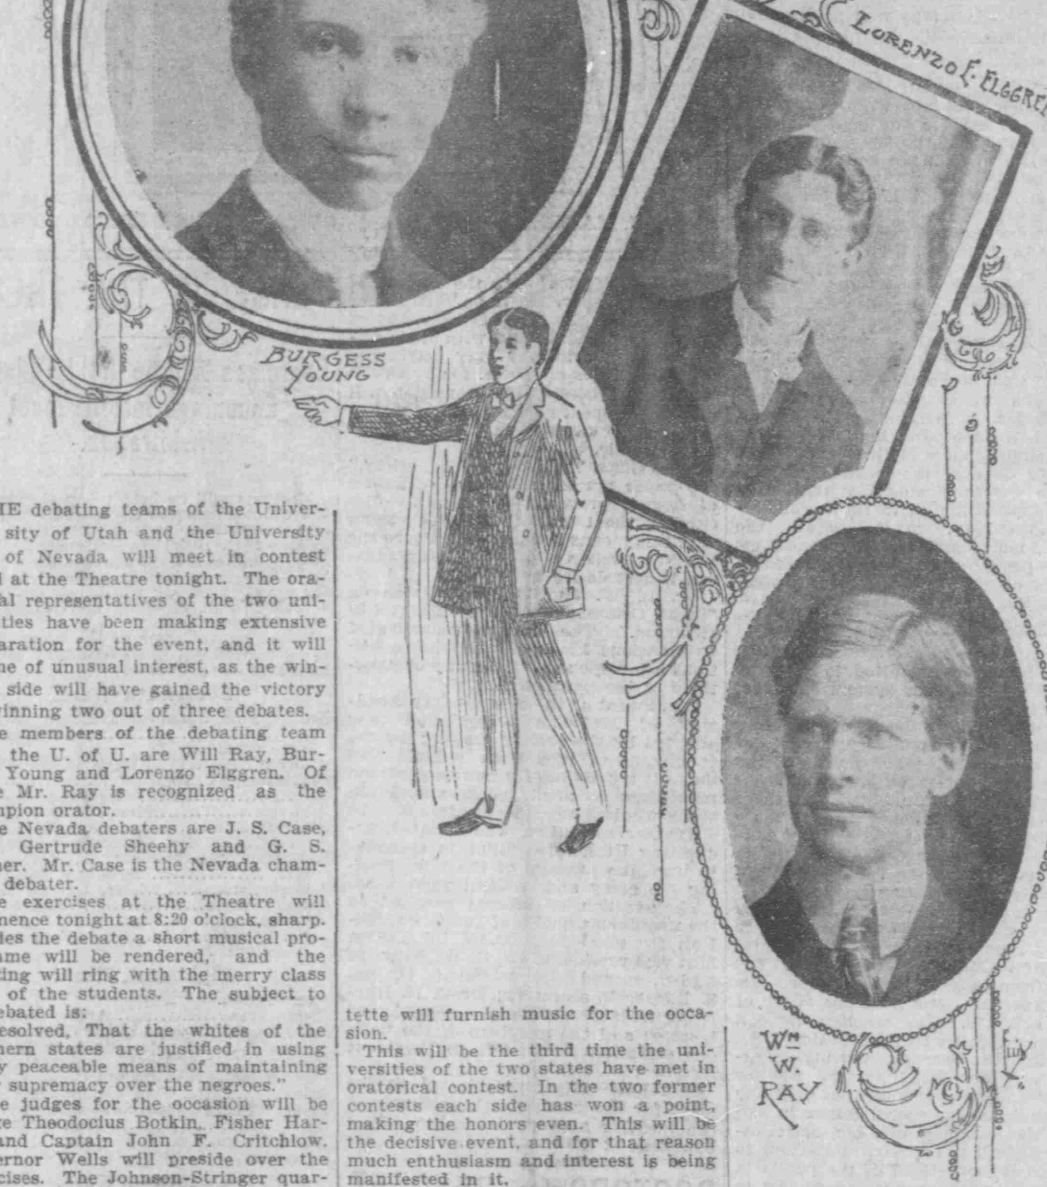 LORENZO E. ELGGREN
BURGESS
YOUNG
HE debating teams of the Univer-
sity of Utah and the University
of Nevada will meet in contest
at the Theatre tonight. The ora-
al representatives of the two uni-
ties have been making extensive
aration for the event, and it will
ne of unusual interest, as the win-
side will have gained the victory
inning two out of three debates.
e members of the debating team
the U. of U. are Will Ray, Bur-
Young and Lorenzo Elggren. Of
e Mr. Ray is recognized as the
mpion orator.
e Nevada debaters are J. S. Case,
Gertrude Sheehy and G. S.
her. Mr. Case is the Nevada cham-
debater.
e exercises at the Theatre will
mence tonight at 8:20 o'clock, sharp.
des the debate a short musical pro-
ame will be rendered, and the
ding will ring with the merry class
of the students. The subject to
ebated is:
esolved, That the whites of the
hern states are justified in using
y peaceable means of maintaining
supremacy over the negroes."
e judges for the occasion will be
e Theodocius Botkin, Fisher Har-
and Captain John F. Critchlow.
ernor Wells will preside over the
cises. The Johnson-Stringer quar-
tette will furnish music for the occa-
sion.
This will be the third time the uni-
versities of the two states have met in
oratorical contest. In the two former
contests each side has won a point,
making the honors even. This will be
the decisive event, and for that reason
much enthusiasm and interest is being
manifested in it.
WM
W.
RAY